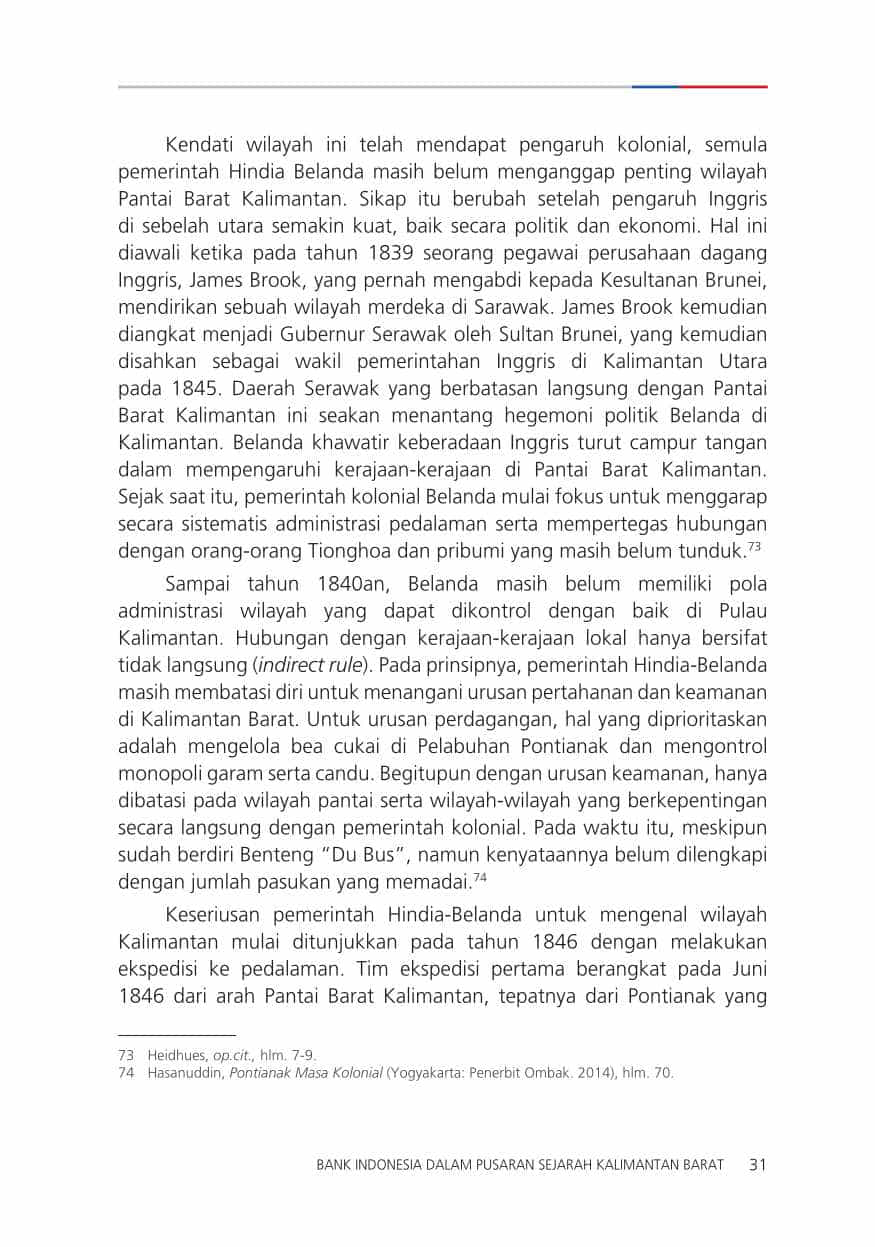 Kendati wilayah ini telah mendapat pengaruh kolonial, semula
pemerintah Hindia Belanda masih belum menganggap penting wilayah
Pantai Barat Kalimantan. Sikap itu berubah setelah pengaruh Inggris
di sebelah utara semakin kuat, baik secara politik dan ekonomi. Hal ini
diawali ketika pada tahun 1839 seorang pegawai perusahaan dagang
Inggris, James Brook, yang pernah mengabdi kepada Kesultanan Brunei,
mendirikan sebuah wilayah merdeka di Sarawak. James Brook kemudian
diangkat menjadi Gubernur Serawak oleh Sultan Brunei, yang kemudian
disahkan sebagai wakil pemerintahan Inggris di Kalimantan Utara
pada 1845. Daerah Serawak yang berbatasan langsung dengan Pantai
Barat Kalimantan ini seakan menantang hegemoni politik Belanda di
Kalimantan. Belanda khawatir keberadaan Inggris turut campur tangan
dalam mempengaruhi kerajaan-kerajaan di Pantai Barat Kalimantan.
Sejak saat itu, pemerintah kolonial Belanda mulai fokus untuk menggarap
secara sistematis administrasi pedalaman serta mempertegas hubungan
dengan orang-orang Tionghoa dan pribumi yang masih belum tunduk.73
Sampai tahun 1840an, Belanda masih belum memiliki pola
administrasi wilayah yang dapat dikontrol dengan baik di Pulau
Kalimantan. Hubungan dengan kerajaan-kerajaan lokal hanya bersifat
tidak langsung (indirect rule). Pada prinsipnya, pemerintah Hindia-Belanda
masih membatasi diri untuk menangani urusan pertahanan dan keamanan
di Kalimantan Barat. Untuk urusan perdagangan, hal yang diprioritaskan
adalah mengelola bea cukai di Pelabuhan Pontianak dan mengontrol
monopoli garam serta candu. Begitupun dengan urusan keamanan, hanya
dibatasi pada wilayah pantai serta wilayah-wilayah yang berkepentingan
secara langsung dengan pemerintah kolonial. Pada waktu itu, meskipun
sudah berdiri Benteng “Du Bus”, namun kenyataannya belum dilengkapi
dengan jumlah pasukan yang memadai.74
Keseriusan pemerintah Hindia-Belanda untuk mengenal wilayah
Kalimantan mulai ditunjukkan pada tahun 1846 dengan melakukan
ekspedisi ke pedalaman. Tim ekspedisi pertama berangkat pada Juni
1846 dari arah Pantai Barat Kalimantan, tepatnya dari Pontianak yang
73 Heidhues, op.cit., hlm. 7-9.
74 Hasanuddin, Pontianak Masa Kolonial (Yogyakarta: Penerbit Ombak. 2014), hlm. 70.
BANK INDONESIA DALAM PUSARAN SEJARAH KALIMANTAN BARAT 31